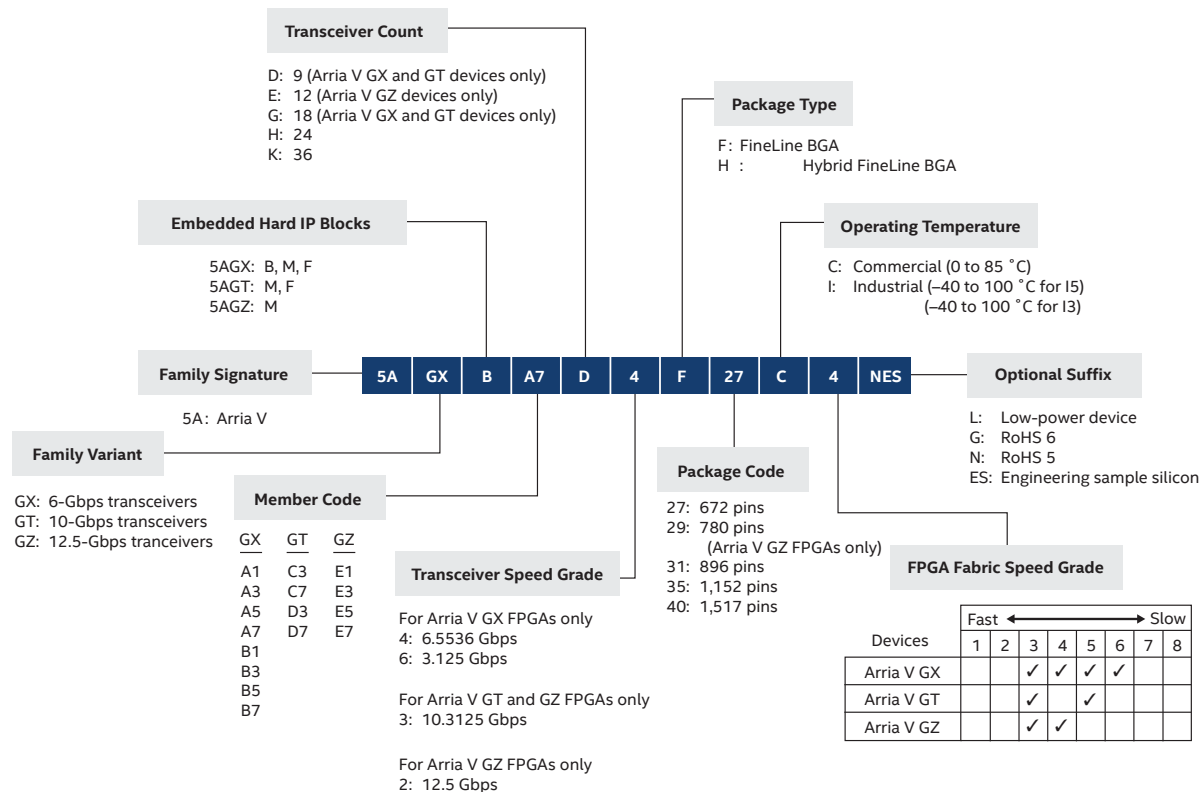 Transceiver Count
D: 9 (Arria V GX and GT devices only)
E: 12 (Arria V GZ devices only)
G: 18 (Arria V GX and GT devices only)
H: 24
K: 36
Package Type
F: FineLine BGA
H : Hybrid FineLine BGA
Embedded Hard IP Blocks
5AGX: B, M, F
5AGT: M, F
5AGZ: M
Operating Temperature
C: Commercial (0 to 85 ˚C)
I: Industrial (–40 to 100 ˚C for I5)
(–40 to 100 ˚C for I3)
Family Signature
5A: Arria V
5A GX B A7 D 4 F 27 C 4 NES
Optional Suffix
L: Low-power device
G: RoHS 6
N: RoHS 5
ES: Engineering sample silicon
Family Variant
GX: 6-Gbps transceivers
GT: 10-Gbps transceivers
GZ: 12.5-Gbps tranceivers
Member Code
GX GT GZ
A1 C3 E1
A3 C7 E3
A5 D3 E5
A7 D7 E7
B1
B3
B5
B7
Transceiver Speed Grade
For Arria V GX FPGAs only
4: 6.5536 Gbps
6: 3.125 Gbps
For Arria V GT and GZ FPGAs only
3: 10.3125 Gbps
For Arria V GZ FPGAs only
2: 12.5 Gbps
Package Code
27: 672 pins
29: 780 pins
(Arria V GZ FPGAs only)
31: 896 pins
35: 1,152 pins
40: 1,517 pins
FPGA Fabric Speed Grade
Fast Slow
Devices 1 2 3 4 5 6 7 8
Arria V GX ✓ ✓ ✓ ✓
Arria V GT ✓ ✓
Arria V GZ ✓ ✓